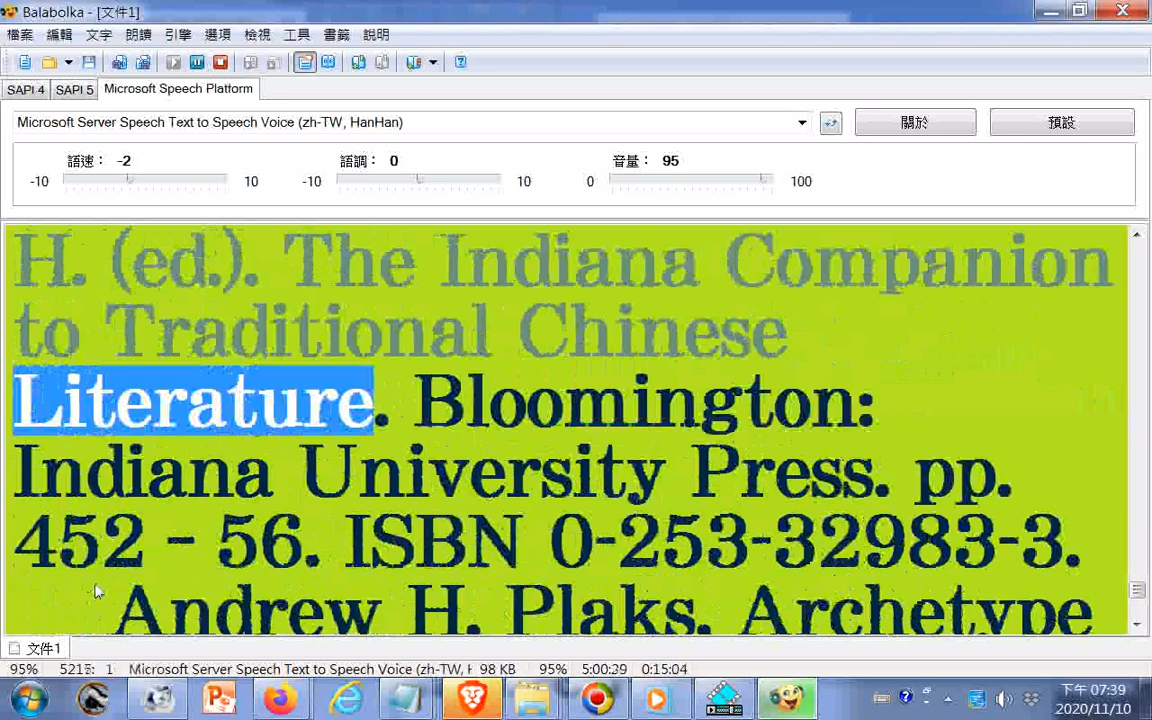 Balabolka - [文件1]
檔案 編輯 文字 朗讀 引擎 選項 檢視 工具 書籤 說明
SAPI 4 SAPI 5 Microsoft Speech Platform
Microsoft Server Speech Text to Speech Voice (zh-TW, HanHan) 關於 預設
語速： -2 語調： 0 音量： 95
-10 10 -10 10 0 100
H. (ed.). The Indiana Companion
to Traditional Chinese
Literature. Bloomington:
Indiana University Press. pp.
452 – 56. ISBN 0-253-32983-3.
Andrew H. Plaks. Archetype
文件1
95% 98 KB 95% 5:00:39 0:15:04
Microsoft Server Speech Text to Speech Voice (zh-TW,
下午 07:39
2020/11/10